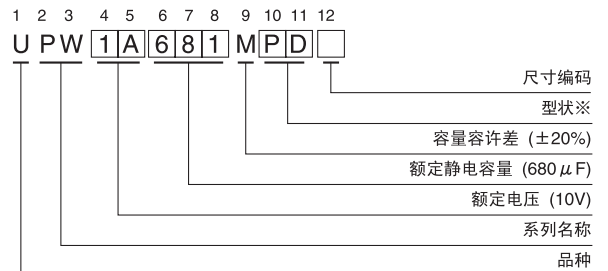 1 2 3 4 5 6 7 8 9 10 11 12
U P W 1 A 6 8 1 M P D
尺寸编码
型状※
容量容许差 (±20%)
额定静电容量 (680μF)
额定电压 (10V)
系列名称
品种